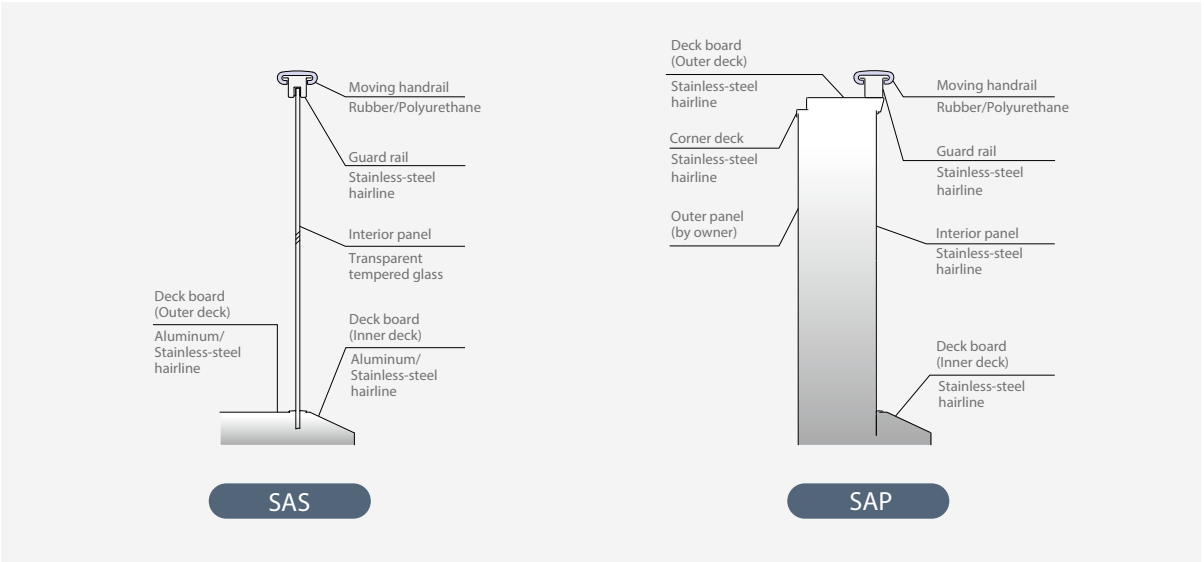 Moving handrail
Rubber/Polyurethane
Guard rail
Stainless-steel
hairline
Interior panel
Transparent
tempered glass
Deck board
(Outer deck)
Aluminum/
Stainless-steel
hairline
Deck board
(Inner deck)
Aluminum/
Stainless-steel
hairline
SAS
Deck board
(Outer deck)
Stainless-steel
hairline
Corner deck
Stainless-steel
hairline
Outer panel
(by owner)
Moving handrail
Rubber/Polyurethane
Guard rail
Stainless-steel
hairline
Interior panel
Stainless-steel
hairline
Deck board
(Inner deck)
Stainless-steel
hairline
SAP